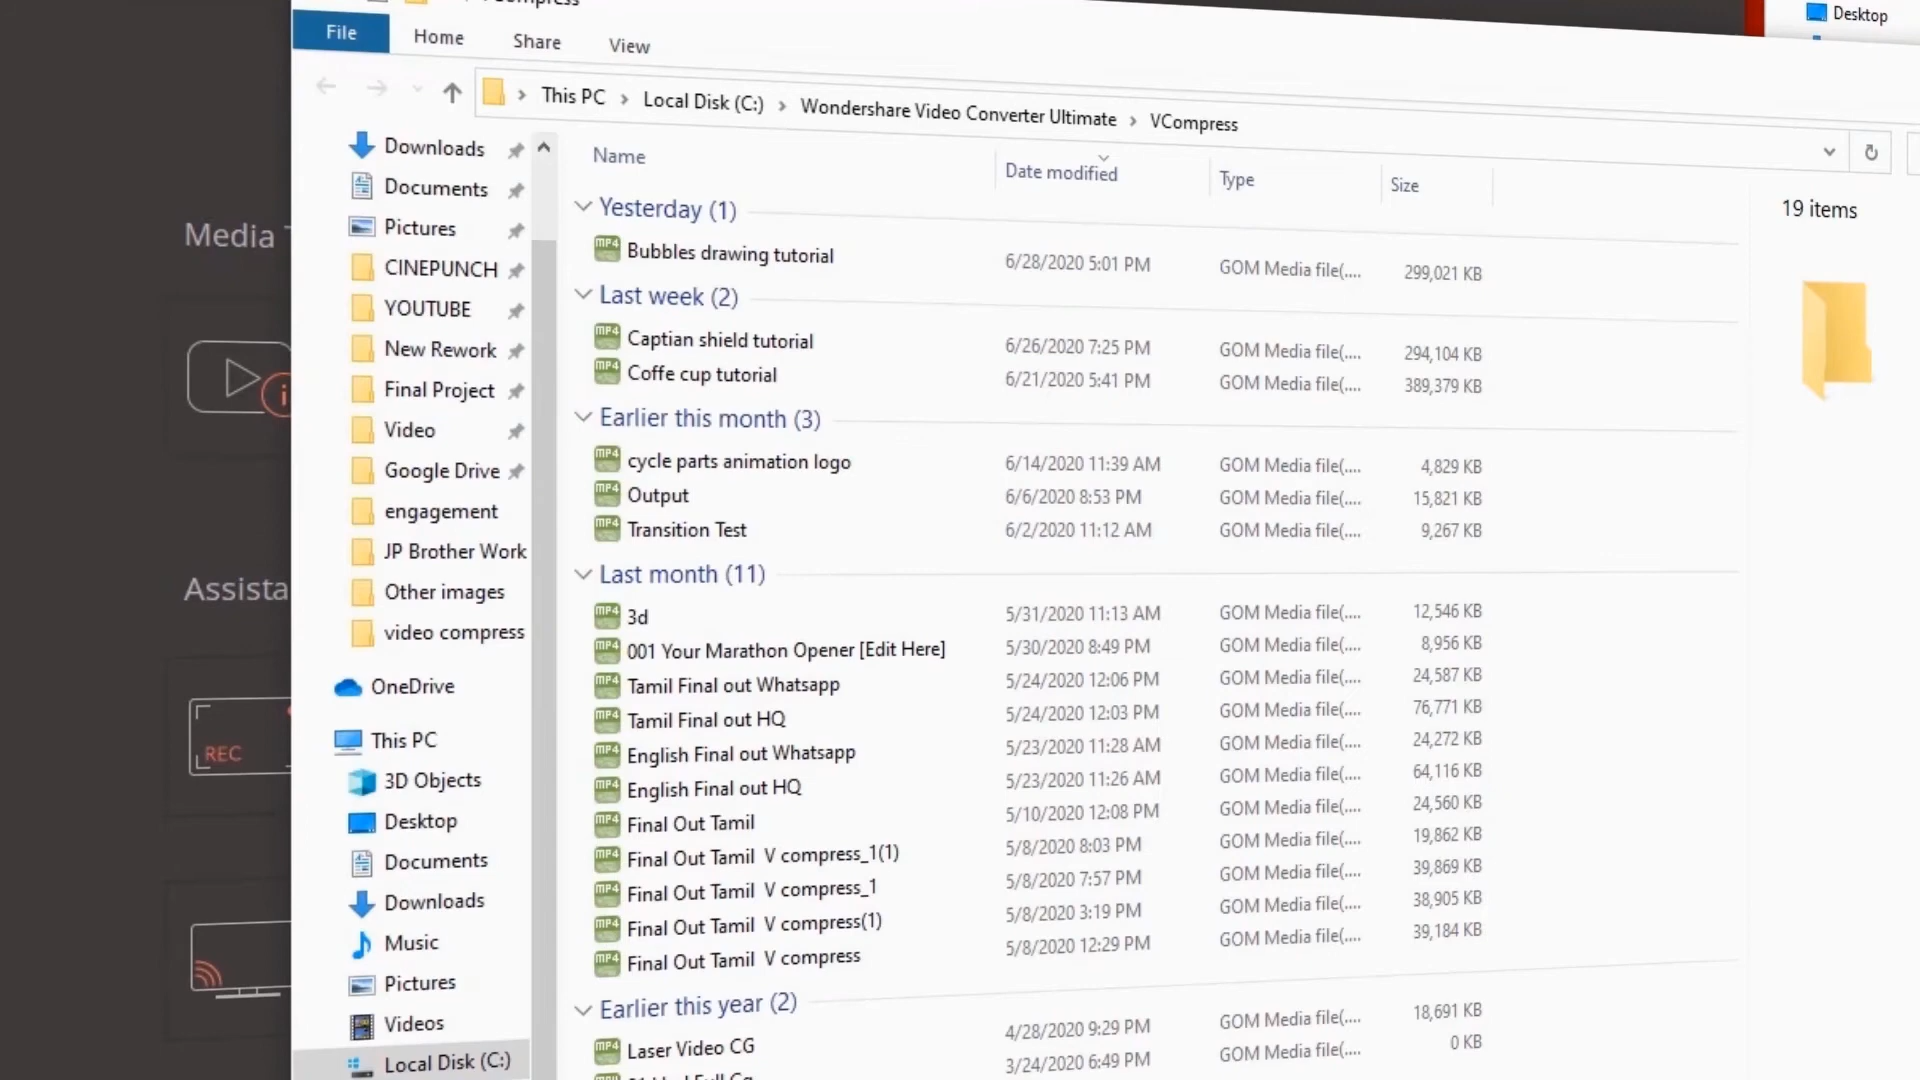 VCompress
Desktop
File Home Share View
This PC > Local Disk (C:) > Wondershare Video Converter Ultimate > VCompress
Name Date modified Type Size
19 items
Media
Assista
REC
Downloads
Documents
Pictures
CINEPUNCH
YOUTUBE
New Rework
Final Project
Video
Google Drive
engagement
JP Brother Work
Other images
video compress
OneDrive
This PC
3D Objects
Desktop
Documents
Downloads
Music
Pictures
Videos
Local Disk (C:)
Yesterday (1)
MP4 Bubbles drawing tutorial 6/28/2020 5:01 PM GOM Media file(.... 299,021 KB
Last week (2)
MP4 Captian shield tutorial 6/26/2020 7:25 PM GOM Media file(.... 294,104 KB
MP4 Coffe cup tutorial 6/21/2020 5:41 PM GOM Media file(.... 389,379 KB
Earlier this month (3)
MP4 cycle parts animation logo 6/14/2020 11:39 AM GOM Media file(.... 4,829 KB
MP4 Output 6/6/2020 8:53 PM GOM Media file(.... 15,821 KB
MP4 Transition Test 6/2/2020 11:12 AM GOM Media file(.... 9,267 KB
Last month (11)
MP4 3d 5/31/2020 11:13 AM GOM Media file(.... 12,546 KB
MP4 001 Your Marathon Opener [Edit Here] 5/30/2020 8:49 PM GOM Media file(.... 8,956 KB
MP4 Tamil Final out Whatsapp 5/24/2020 12:06 PM GOM Media file(.... 24,587 KB
MP4 Tamil Final out HQ 5/24/2020 12:03 PM GOM Media file(.... 76,771 KB
MP4 English Final out Whatsapp 5/23/2020 11:28 AM GOM Media file(.... 24,272 KB
MP4 English Final out HQ 5/23/2020 11:26 AM GOM Media file(.... 64,116 KB
MP4 Final Out Tamil 5/10/2020 12:08 PM GOM Media file(.... 24,560 KB
MP4 Final Out Tamil V compress_1(1) 5/8/2020 8:03 PM GOM Media file(.... 19,862 KB
MP4 Final Out Tamil V compress_1 5/8/2020 7:57 PM GOM Media file(.... 39,869 KB
MP4 Final Out Tamil V compress(1) 5/8/2020 3:19 PM GOM Media file(.... 38,905 KB
MP4 Final Out Tamil V compress 5/8/2020 12:29 PM GOM Media file(.... 39,184 KB
Earlier this year (2)
MP4 Laser Video CG 4/28/2020 9:29 PM GOM Media file(.... 18,691 KB
3/24/2020 6:49 PM GOM Media file(.... 0 KB